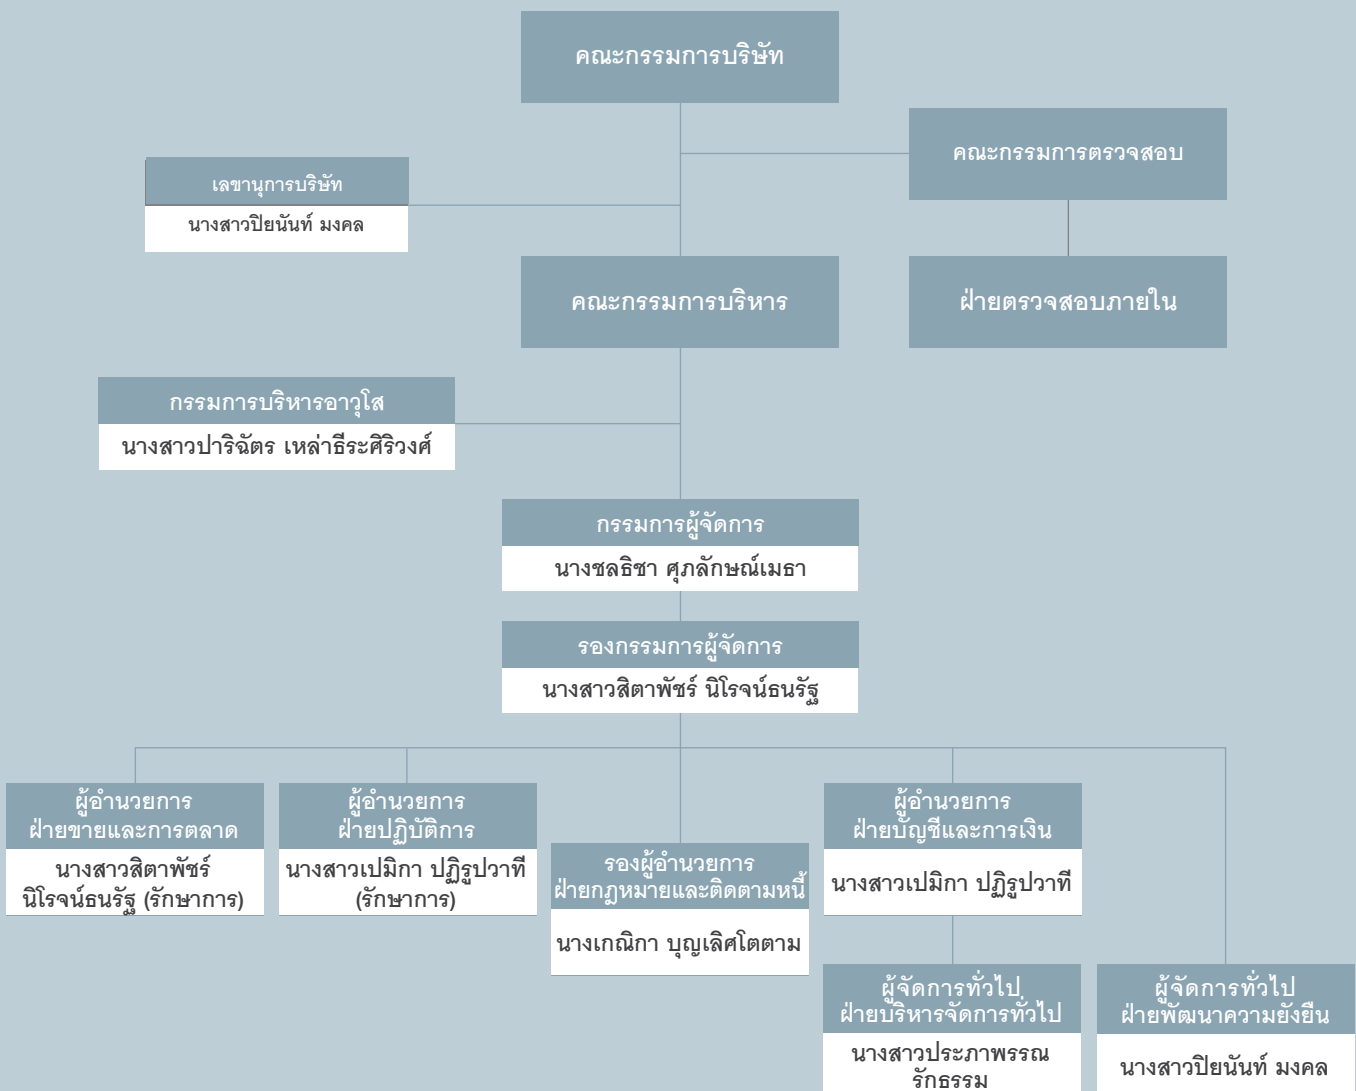 คณะกรรมการบริษัท
คณะกรรมการตรวจสอบ
เลขานุการบริษัท
นางสาวปิยนันท์ มงคล
คณะกรรมการบริหาร
ฝ่ายตรวจสอบภายใน
กรรมการบริหารอาวุโส
นางสาวปาริฉัตร เหล่าธีระศิริวงศ์
กรรมการผู้จัดการ
นางชลธิชา ศุภลักษณ์เมธา
รองกรรมการผู้จัดการ
นางสาวสิตาพัชร์ นิโรจน์ธนรัฐ
ผู้อำนวยการ
ฝ่ายขายและการตลาด
นางสาวสิตาพัชร์
นิโรจน์ธนรัฐ (รักษาการ)
ผู้อำนวยการ
ฝ่ายปฏิบัติการ
นางสาวเปมิกา ปฏิรูปวาที
(รักษาการ)
รองผู้อำนวยการ
ฝ่ายกฎหมายและติดตามหนี้
นางเกณิกา บุญเลิศโตตาม
ผู้อำนวยการ
ฝ่ายบัญชีและการเงิน
นางสาวเปมิกา ปฏิรูปวาที
ผู้จัดการทั่วไป
ฝ่ายบริหารจัดการทั่วไป
นางสาวประภาพรรณ
รักธรรม
ผู้จัดการทั่วไป
ฝ่ายพัฒนาความยั่งยืน
นางสาวปิยนันท์ มงคล